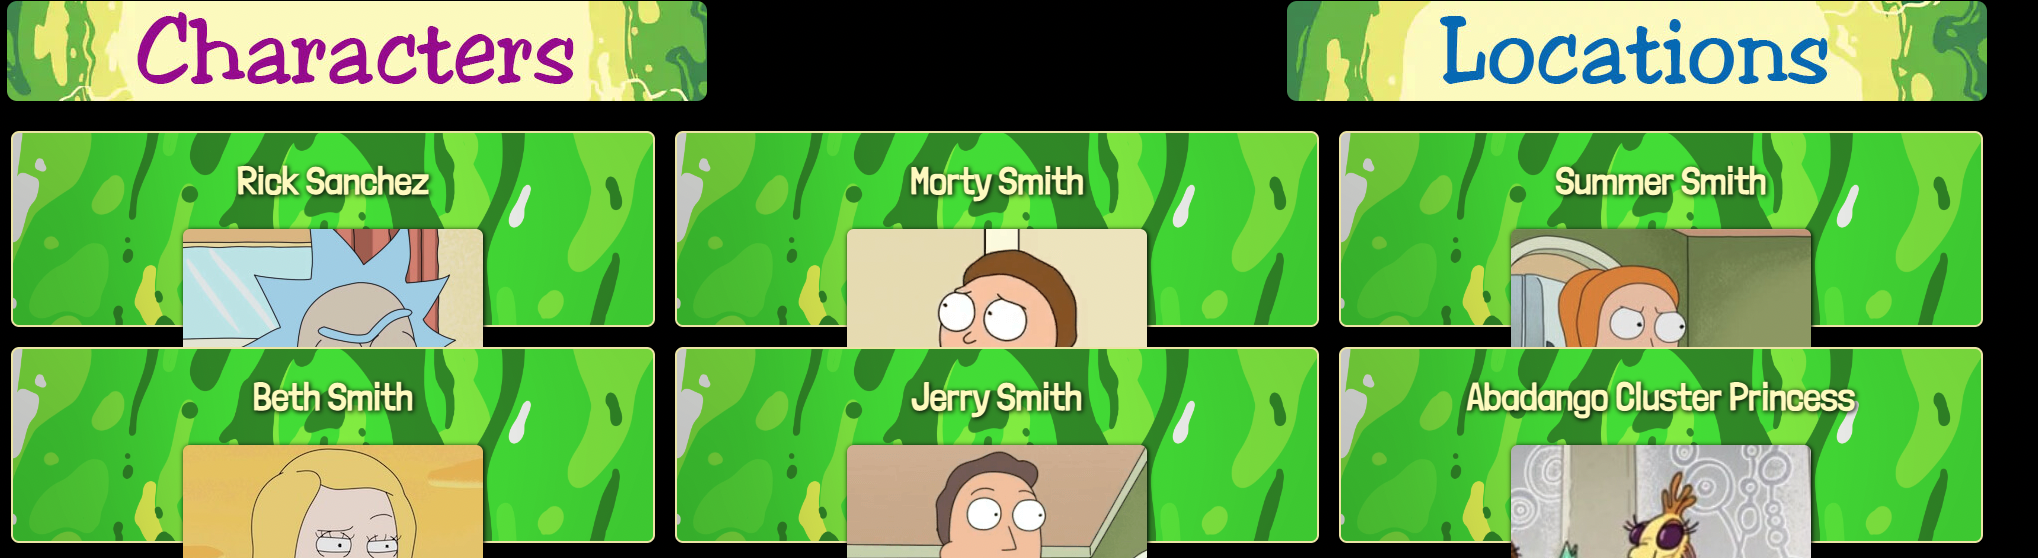 Characters
Locations
Rick Sanchez
Morty Smith
Summer Smith
Beth Smith
Jerry Smith
Abadango Cluster Princess